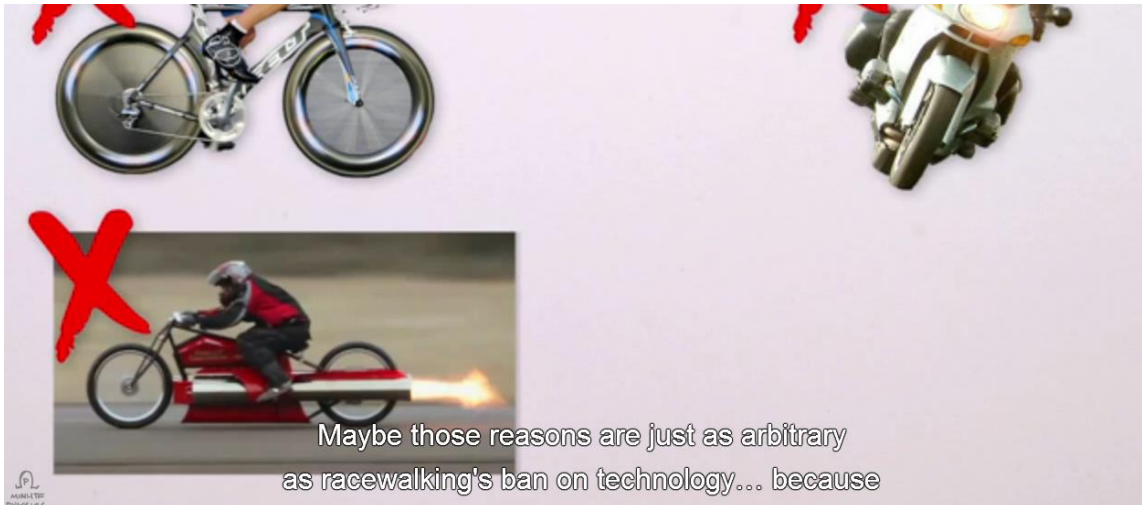 Maybe those reasons are just as arbitrary
as racewalking's ban on technology... because